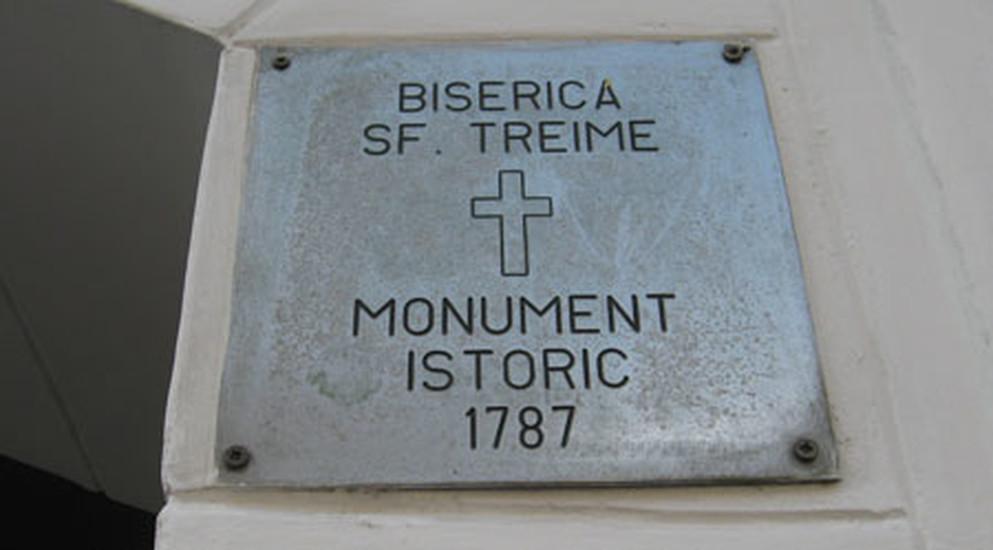 BISERICA
SF. TREIME
MONUMENT
ISTORIC
1787